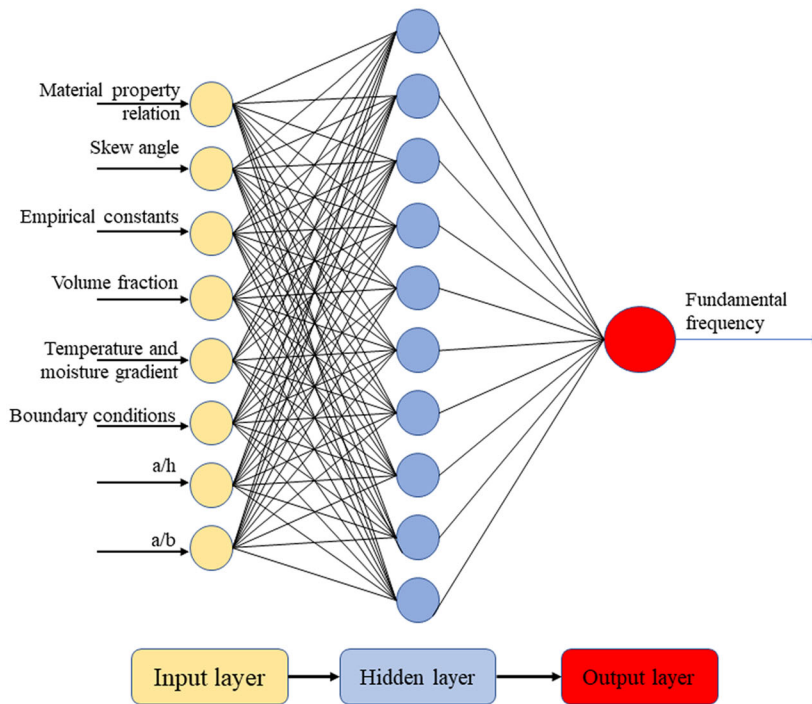 Material property
relation
Skew angle
Empirical constants
Volume fraction
Temperature and
moisture gradient
Boundary conditions
a/h
a/b
Fundamental
frequency
Input layer
Hidden layer
Output layer